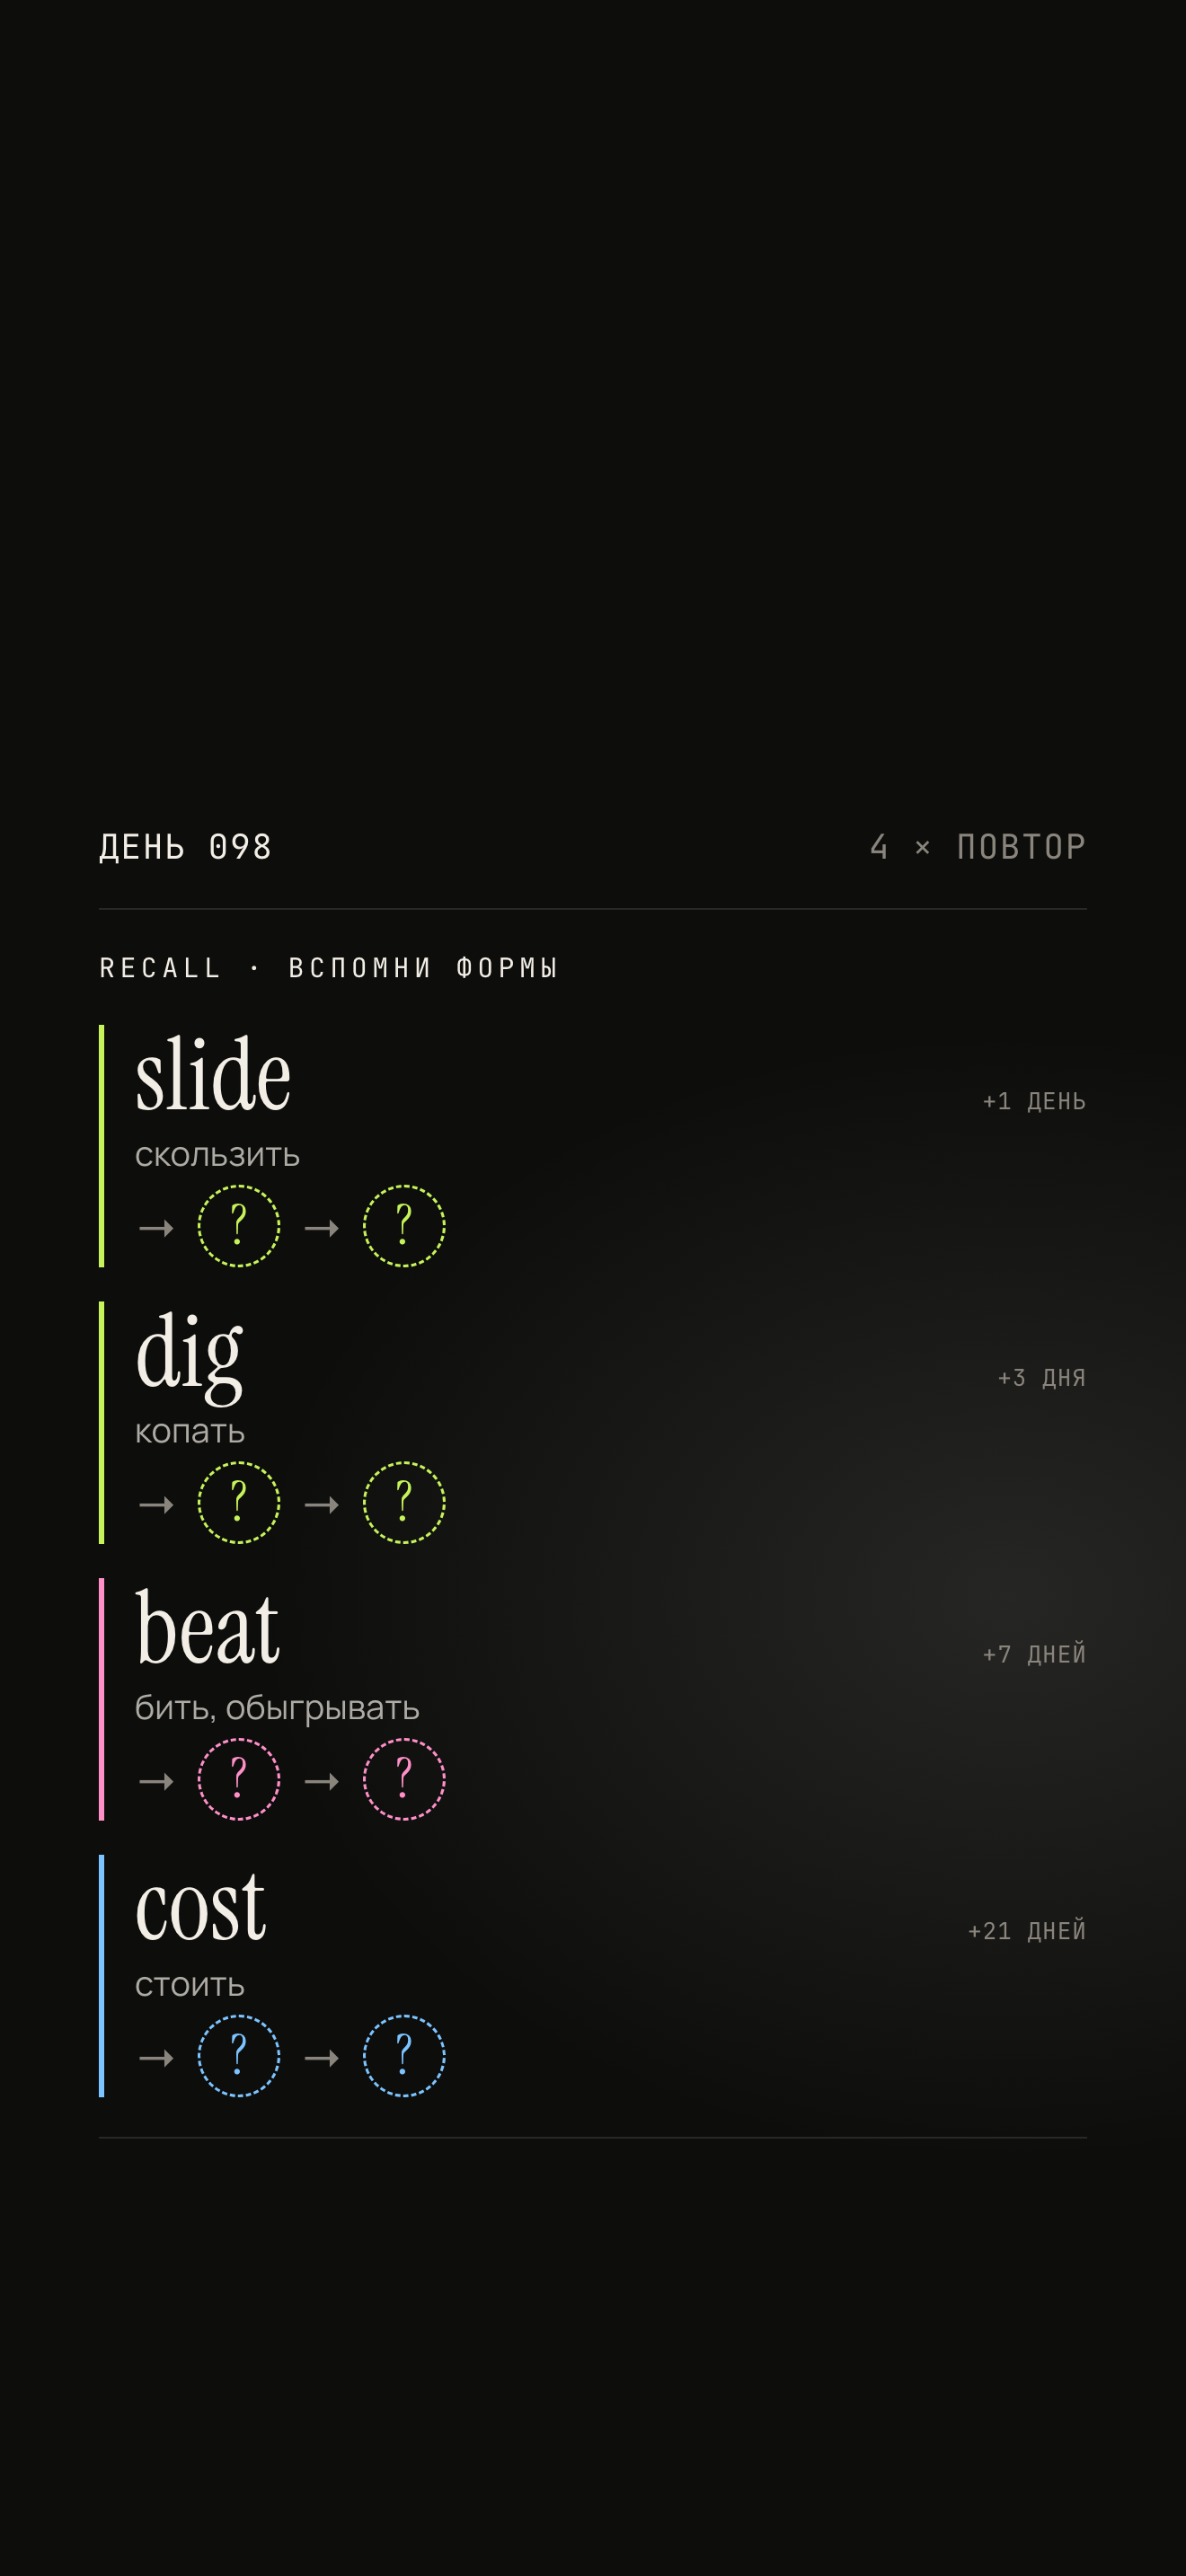 ДЕНЬ 098
4 × ПОВТОР
RECALL · ВСПОМНИ ФОРМЫ
slide
+1 ДЕНЬ
скользить
→ ? → ?
dig
+3 ДНЯ
копать
→ ? → ?
beat
+7 ДНЕЙ
бить, обыгрывать
→ ? → ?
cost
+21 ДНЕЙ
стоить
→ ? → ?